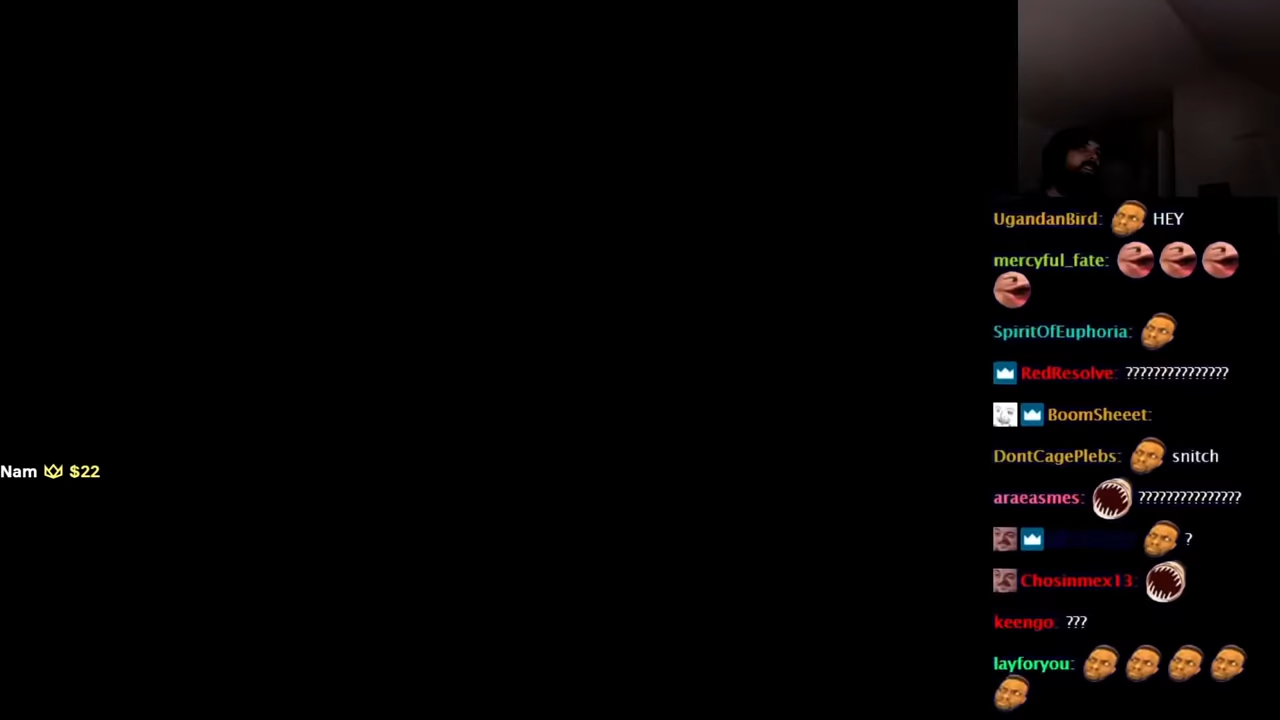 UgandanBird: HEY
mercyful_fate:
SpiritOfEuphoria:
RedResolve: ???????????????
BoomSheeet:
Nam $22
DontCagePlebs: snitch
araeasmes: ???????????????
?
Chosinmex13:
keengo: ???
layforyou: